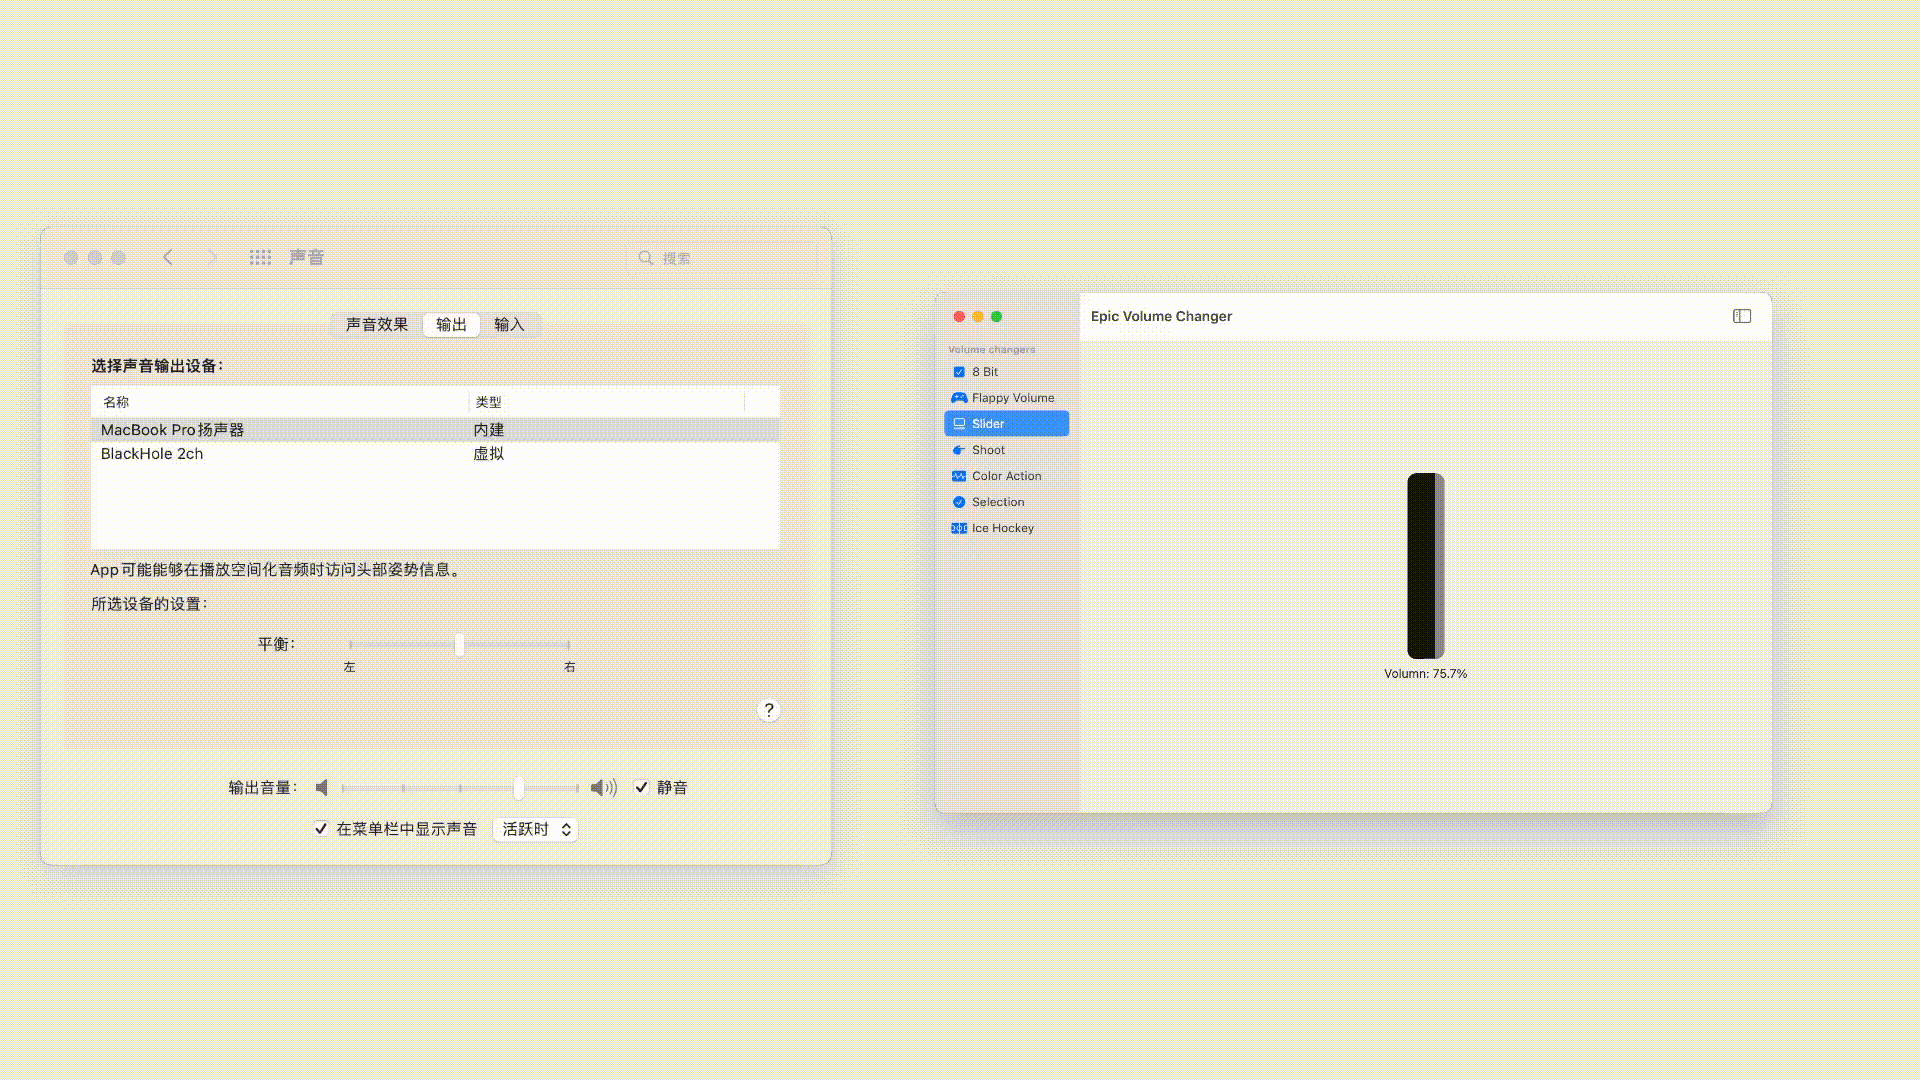 声音
搜索
声音效果 输出 输入
选择声音输出设备：
名称 类型
MacBook Pro扬声器 内建
BlackHole 2ch 虚拟
App可能能够在播放空间化音频时访问头部姿势信息。
所选设备的设置：
平衡：
左 右
?
输出音量： 静音
在菜单栏中显示声音 活跃时
Epic Volume Changer
Volume changers
8 Bit
Flappy Volume
Slider
Shoot
Color Action
Selection
Ice Hockey
Volumn: 75.7%